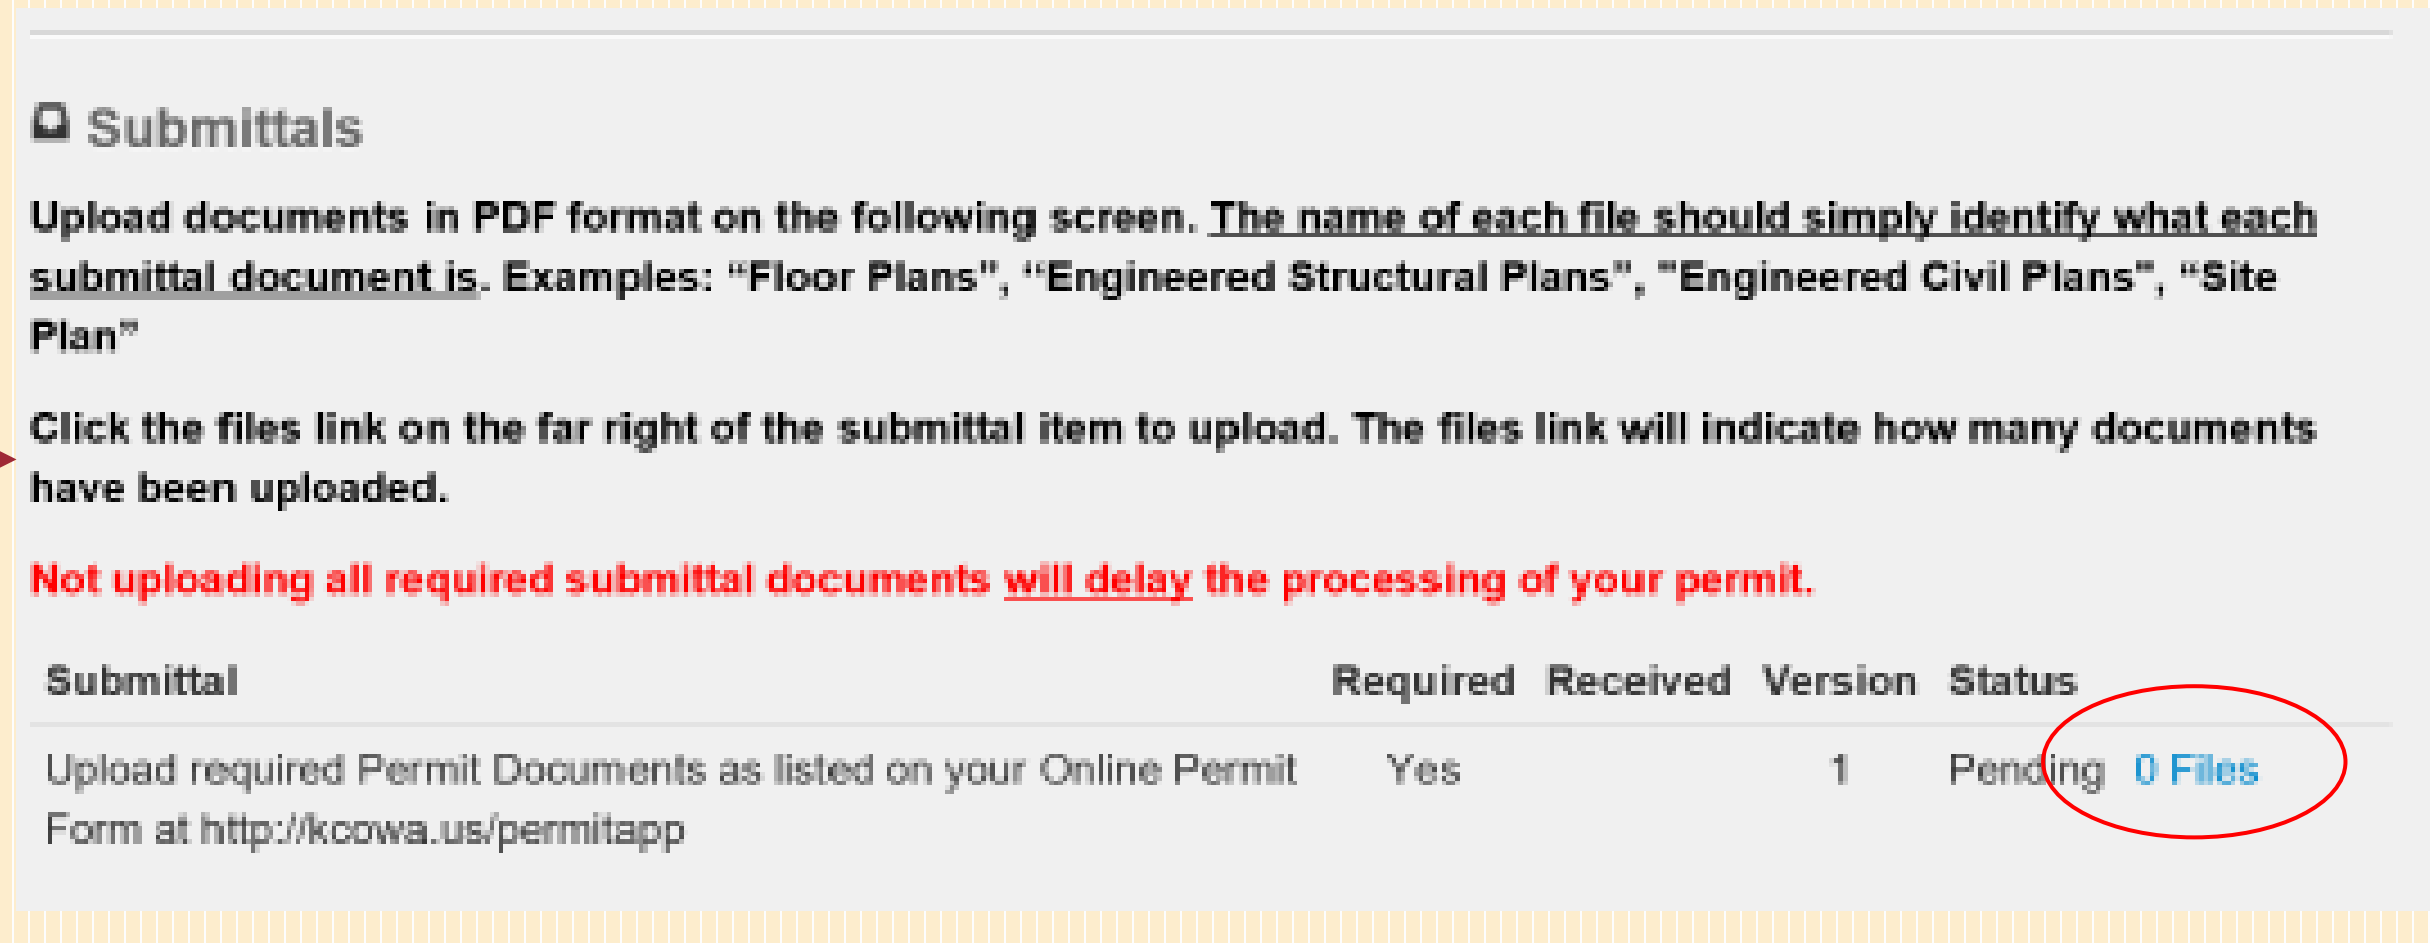 Submittals
Upload documents in PDF format on the following screen. The name of each file should simply identify what each
submittal document is. Examples: “Floor Plans”, “Engineered Structural Plans”, "Engineered Civil Plans", “Site
Plan”
Click the files link on the far right of the submittal item to upload. The files link will indicate how many documents
have been uploaded.
Not uploading all required submittal documents will delay the processing of your permit.
Submittal Required Received Version Status
Upload required Permit Documents as listed on your Online Permit Yes 1 Pending 0 Files
Form at http://kcowa.us/permitapp